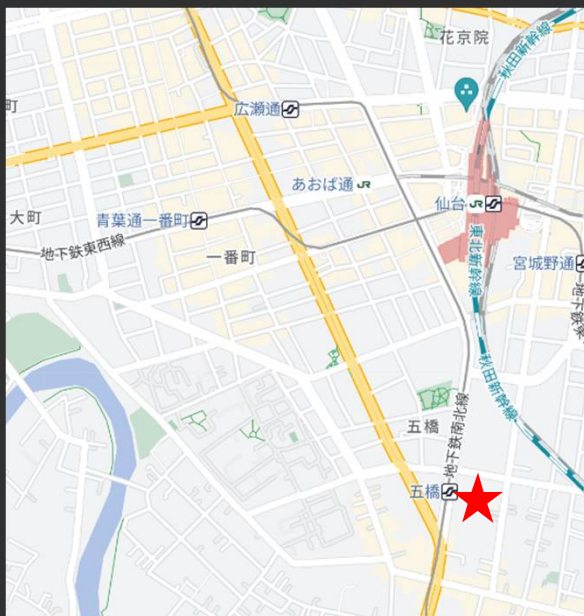 花京院
秋田新幹線
町
広瀬通
あおば通 JR
仙台 JR
大町
青葉通一番町
地下鉄東西線
一番町
東北新幹線
宮城野通
秋田新幹線
五橋
地下鉄南北線
五橋